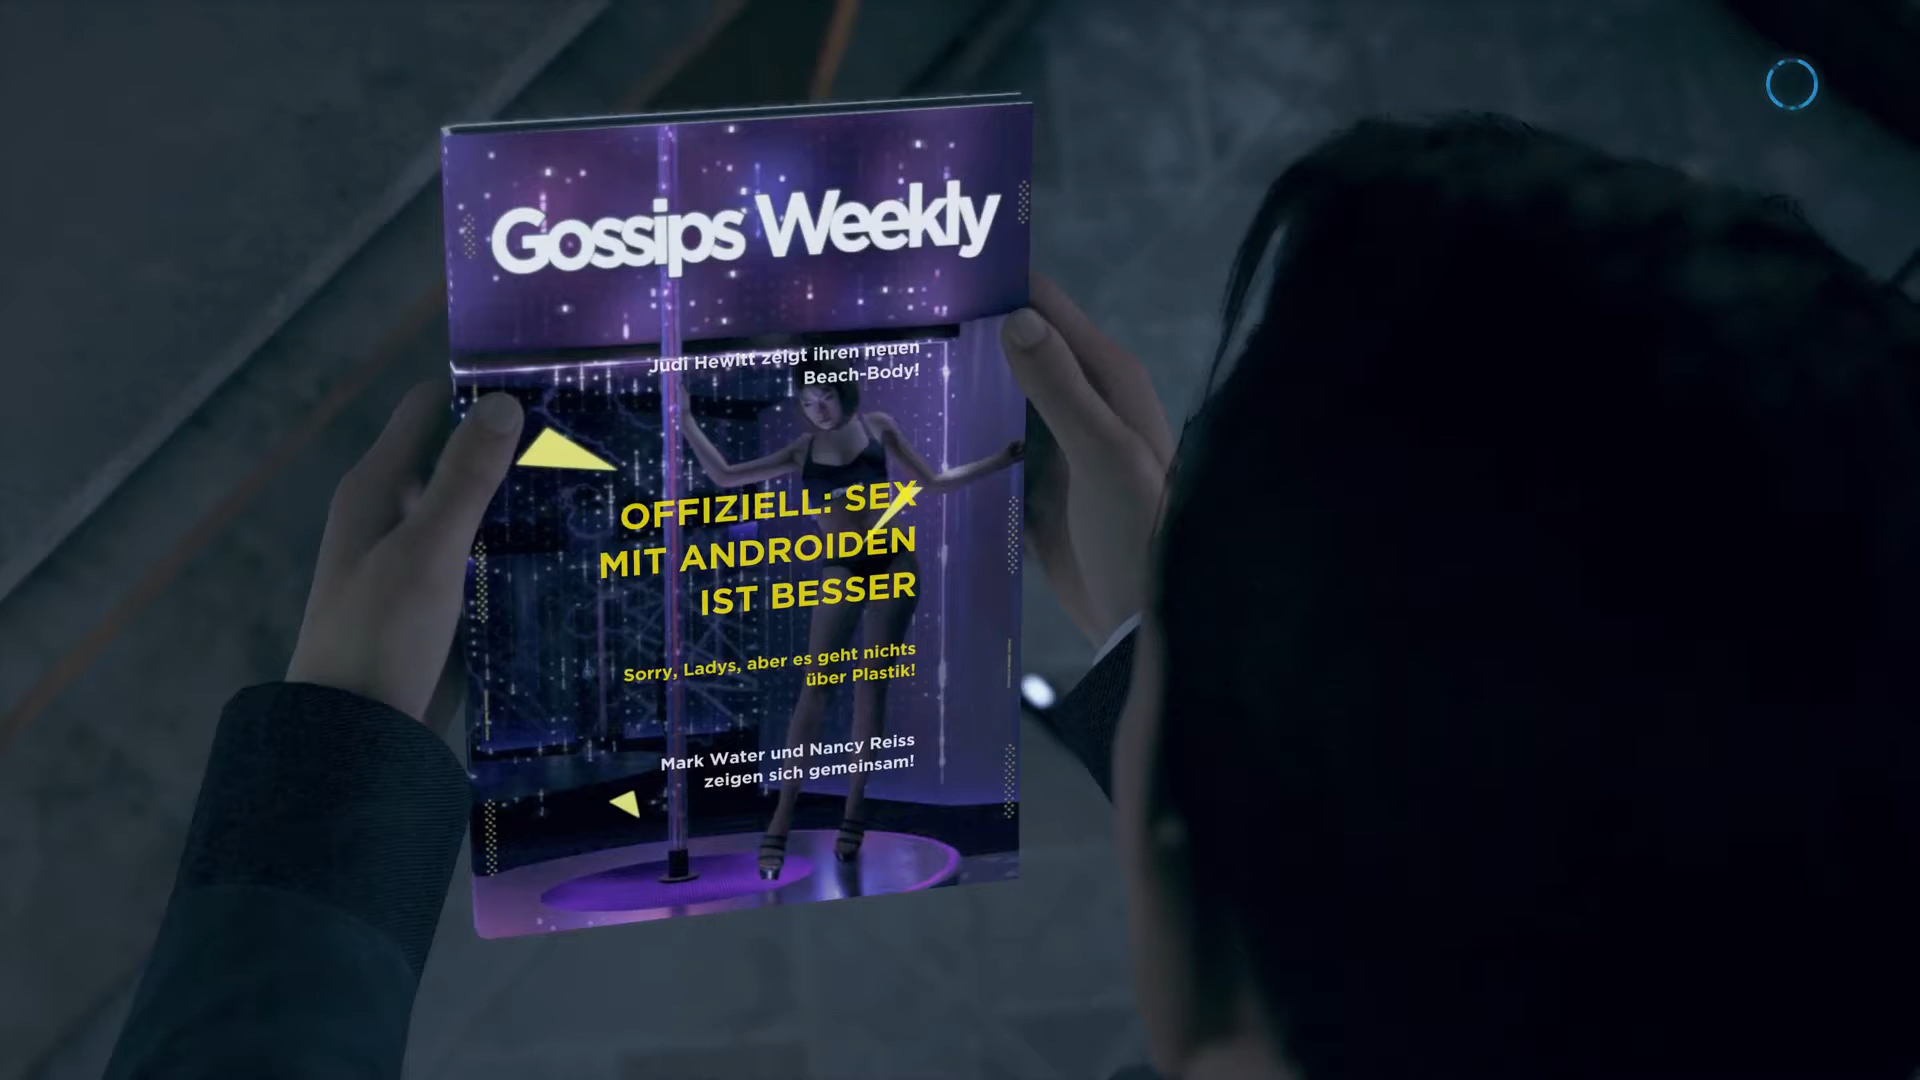 Gossips Weekly
Judi Hewitt zeigt ihren neuen
Beach-Body!
OFFIZIELL: SEX
MIT ANDROIDEN
IST BESSER
Sorry, Ladys, aber es geht nichts
über Plastik!
Mark Water und Nancy Reiss
zeigen sich gemeinsam!